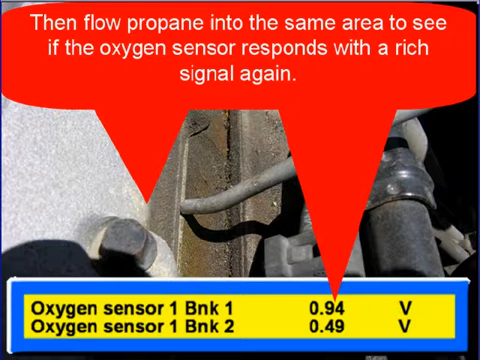 Then flow propane into the same area to see
if the oxygen sensor responds with a rich
signal again.
Oxygen sensor 1 Bnk 1 0.94 V
Oxygen sensor 1 Bnk 2 0.49 V